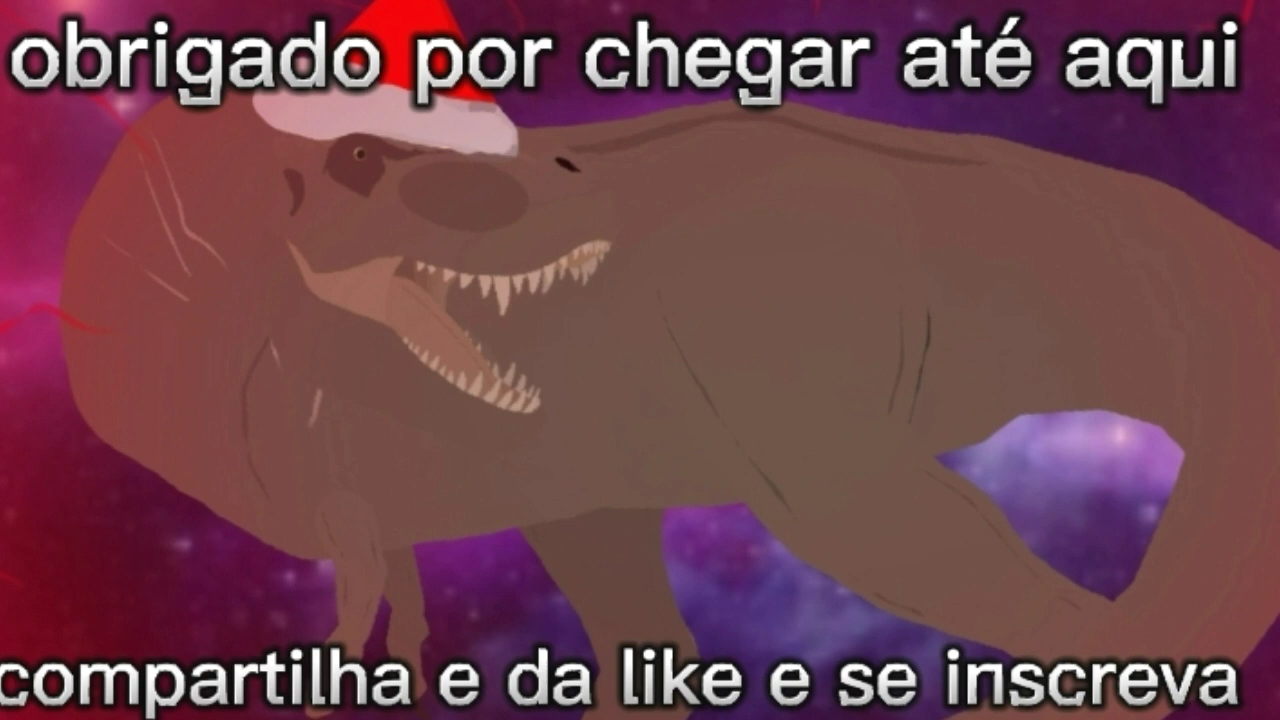 obrigado por chegar até aqui
compartilha e da like e se inscreva